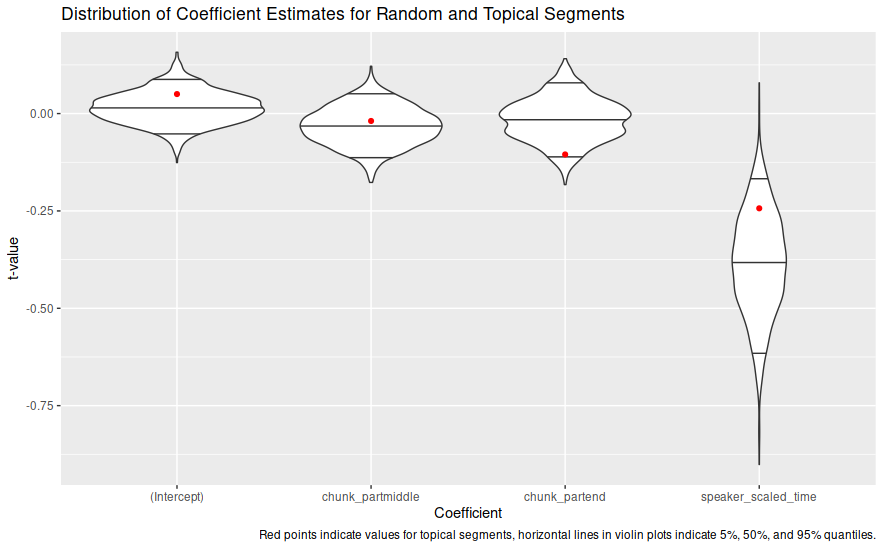 Distribution of Coefficient Estimates for Random and Topical Segments
t-value
0.00
-0.25
-0.50
-0.75
(Intercept)
chunk_partmiddle
chunk_partend
speaker_scaled_time
Coefficient
Red points indicate values for topical segments, horizontal lines in violin plots indicate 5%, 50%, and 95% quantiles.